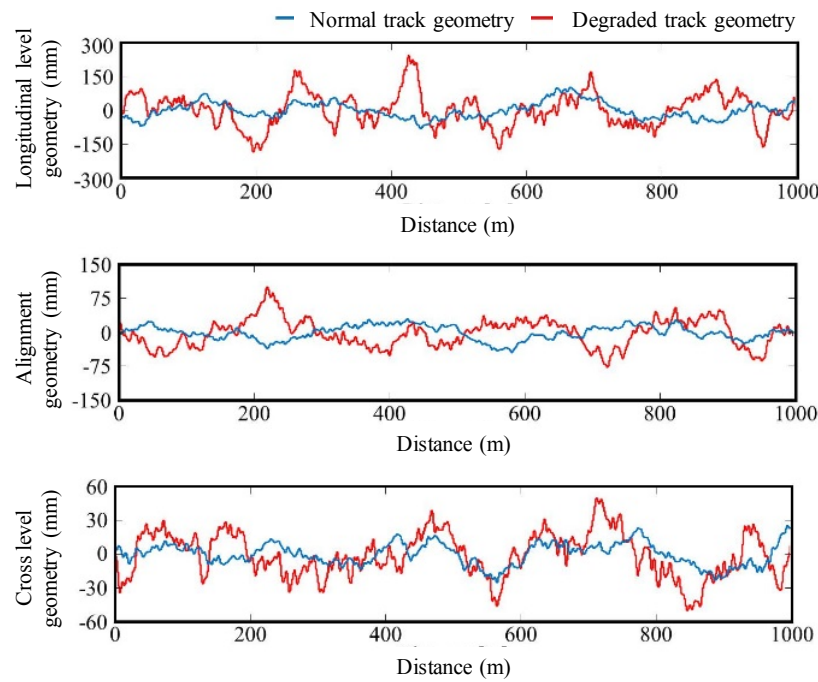 Normal track geometry Degraded track geometry
Longitudinal level
geometry (mm)
300
150
0
-150
-300
0 200 400 600 800 1000
Distance (m)
Alignment
geometry (mm)
150
75
0
-75
-150
0 200 400 600 800 1000
Distance (m)
Cross level
geometry (mm)
60
30
0
-30
-60
0 200 400 600 800 1000
Distance (m)